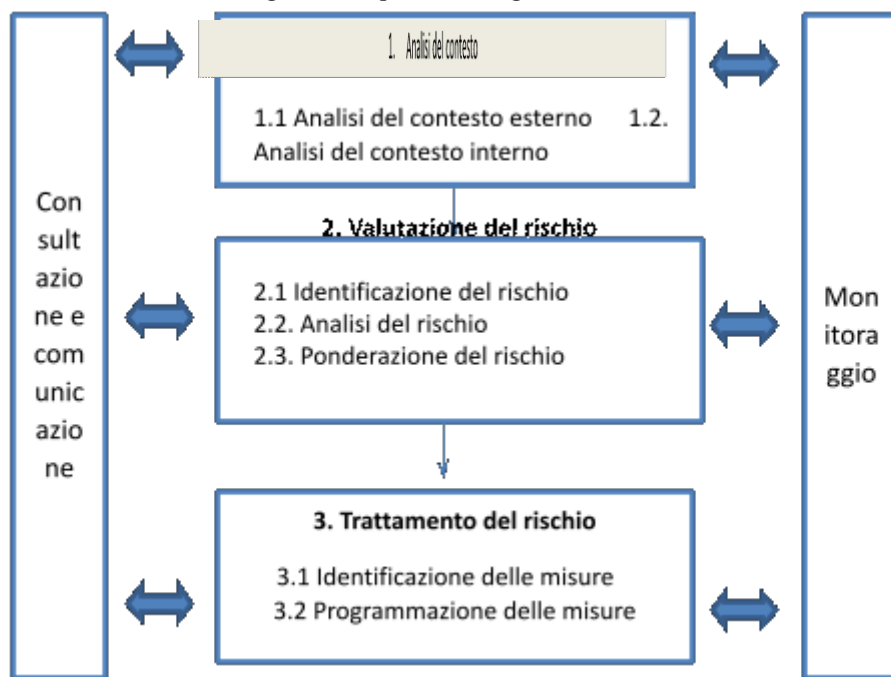 1. Analisi del contesto
1.1 Analisi del contesto esterno 1.2.
Analisi del contesto interno
Con
sult
azio
ne e
com
unic
azio
ne
2. Valutazione del rischio
2.1 Identificazione del rischio
2.2. Analisi del rischio
2.3. Ponderazione del rischio
Mon
itora
ggio
3. Trattamento del rischio
3.1 Identificazione delle misure
3.2 Programmazione delle misure